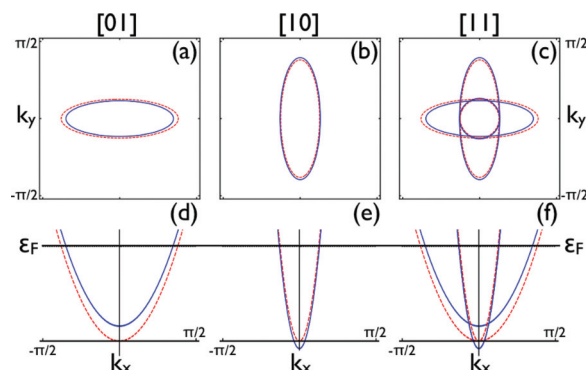 [01] [10] [11]
π/2 (a) (b) (c) π/2
k_y k_y
-π/2 (d) (e) (f) -π/2
ε_F ε_F
-π/2 π/2 -π/2 π/2 -π/2 π/2
k_x k_x k_x